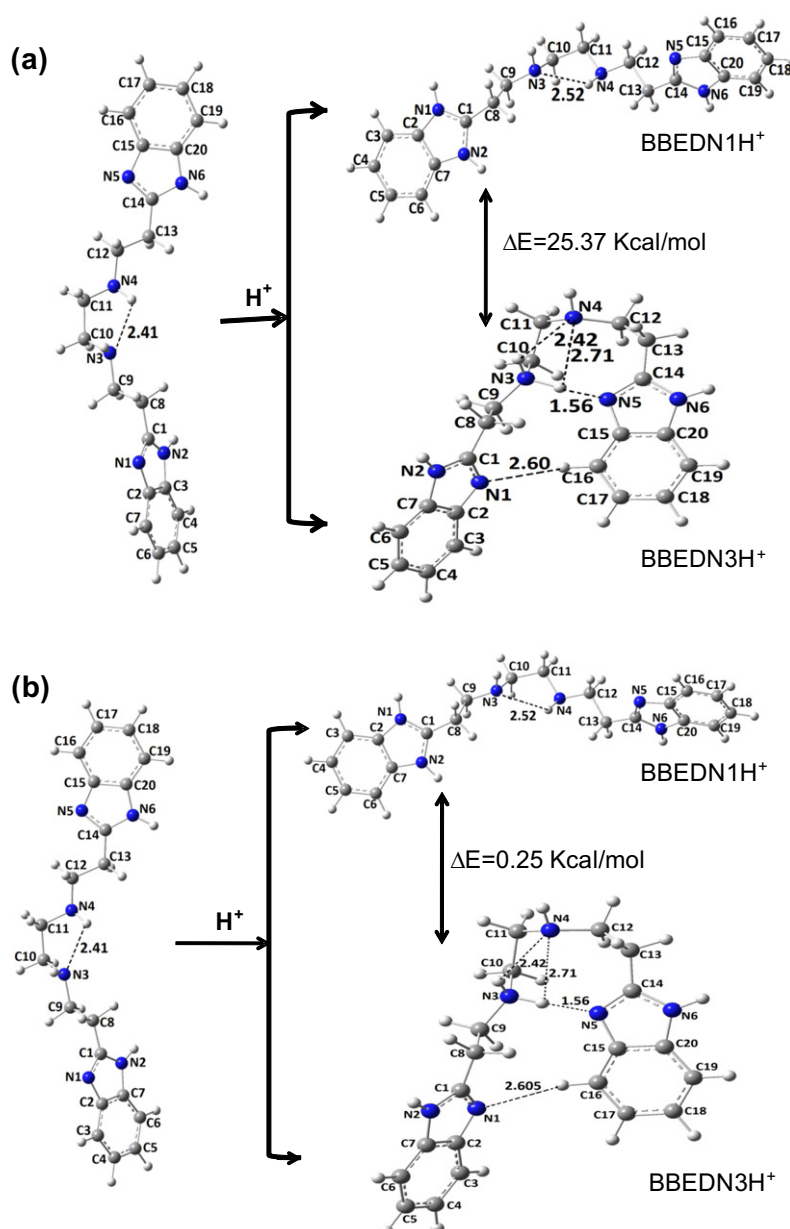 (a)
C17
C18
C16
C19
C15
C20
N5
N6
C14
C13
C12
N4
C11
C10
2.41
N3
C9
C8
C1
N2
N1
C2
C3
C7
C4
C6
C5
H+
C16
C15
C17
N5
C18
C20
C19
N6
C14
C13
C12
C11
C10
N4
N3
2.52
C9
C8
N1
C1
C2
C3
N2
C4
C7
C5
C6
BBEDN1H+
ΔE=25.37 Kcal/mol
N4
C11
C12
C13
C10
2.42
2.71
N3
C14
C9
1.56
N5
N6
C8
C15
C20
C1
2.60
N2
C16
C19
N1
C17
C18
C7
C2
C6
C3
C5
C4
BBEDN3H+
(b)
C17
C18
C16
C19
C15
C20
N5
N6
C14
C13
C12
N4
C11
2.41
C10
N3
C9
C8
C1
N2
N1
C2
C7
C3
C6
C4
C5
H+
C10
C11
C9
N3
2.52
N4
C12
C13
N5
C15
C16
C17
C18
C14
N6
C20
C19
N1
C1
C8
C2
C3
N2
C4
C7
C5
C6
BBEDN1H+
ΔE=0.25 Kcal/mol
N4
C11
C12
C13
C10
2.42
2.71
N3
C14
1.56
N5
N6
C9
C8
C15
C20
C1
2.605
C19
N2
N1
C16
C17
C18
C7
C2
C6
C3
C5
C4
BBEDN3H+